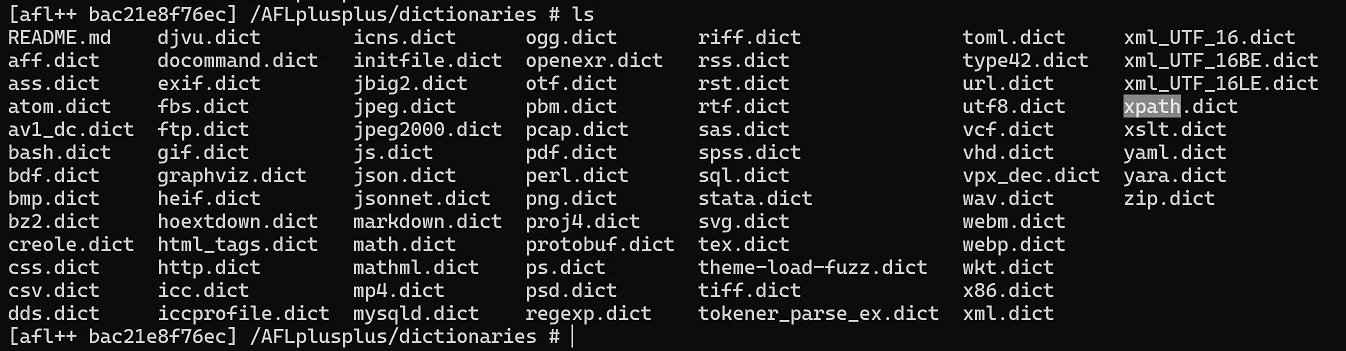 [afl++ bac21e8f76ec] /AFLplusplus/dictionaries # ls
README.md djvu.dict icns.dict ogg.dict riff.dict toml.dict xml_UTF_16.dict
aff.dict docommand.dict initfile.dict openexr.dict rss.dict type42.dict xml_UTF_16BE.dict
ass.dict exif.dict jbig2.dict otf.dict rst.dict url.dict xml_UTF_16LE.dict
atom.dict fbs.dict jpeg.dict pbm.dict rtf.dict utf8.dict xpath.dict
av1_dc.dict ftp.dict jpeg2000.dict pcap.dict sas.dict vcf.dict xslt.dict
bash.dict gif.dict js.dict pdf.dict spss.dict vhd.dict yaml.dict
bdf.dict graphviz.dict json.dict perl.dict sql.dict vpx_dec.dict yara.dict
bmp.dict heif.dict jsonnet.dict png.dict stata.dict wav.dict zip.dict
bz2.dict hoextdown.dict markdown.dict proj4.dict svg.dict webm.dict
creole.dict html_tags.dict math.dict protobuf.dict tex.dict webp.dict
css.dict http.dict mathml.dict ps.dict theme-load-fuzz.dict wkt.dict
csv.dict icc.dict mp4.dict psd.dict tiff.dict x86.dict
dds.dict iccprofile.dict mysqld.dict regexp.dict tokener_parse_ex.dict xml.dict
[afl++ bac21e8f76ec] /AFLplusplus/dictionaries #